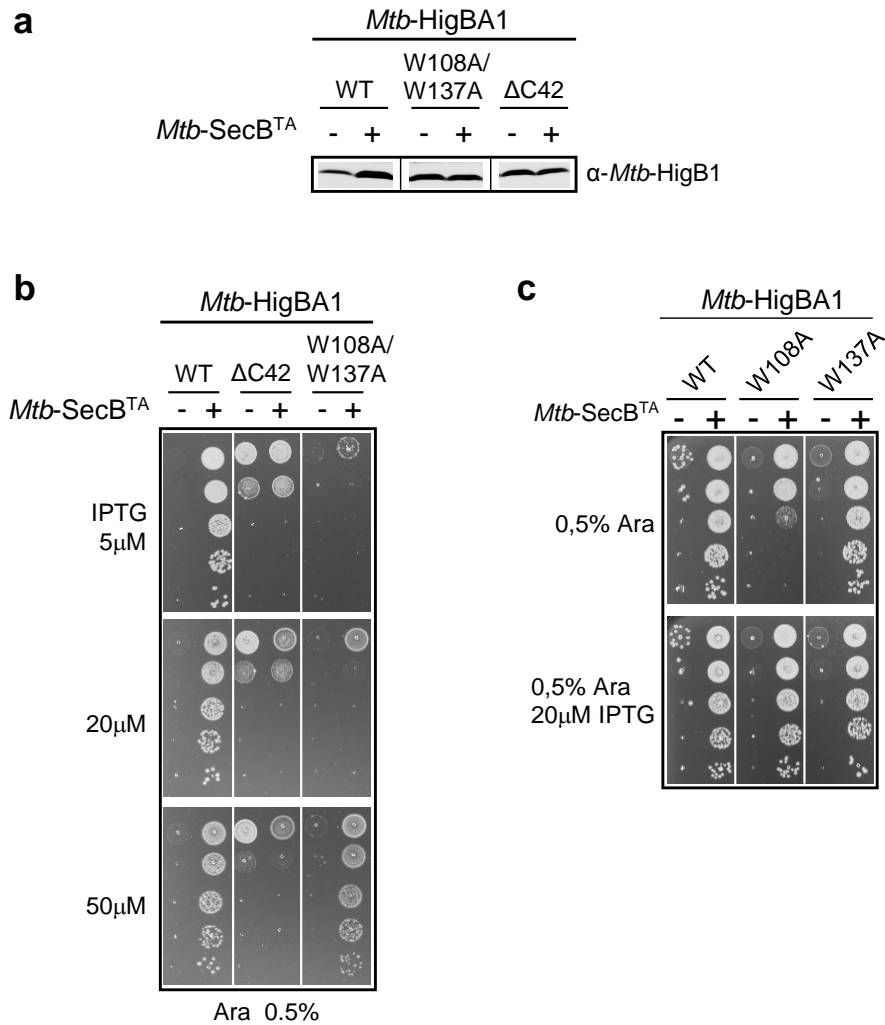 a
Mtb-HigBA1
W108A/
WT W137A ΔC42
Mtb-SecBTA - + - + - +
α-Mtb-HigB1
b
Mtb-HigBA1
W108A/
WT ΔC42 W137A
Mtb-SecBTA - + - + - +
IPTG
5μM
20μM
50μM
Ara 0.5%
c
Mtb-HigBA1
WT W108A W137A
Mtb-SecBTA - + - + - +
0,5% Ara
0,5% Ara
20μM IPTG